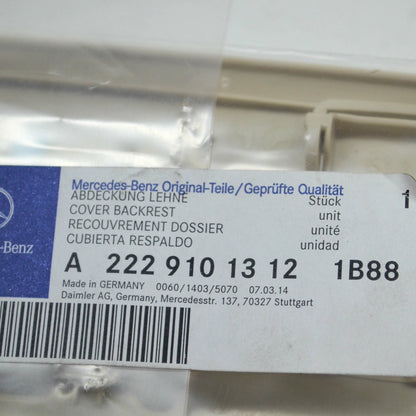 Mercedes-Benz Original-Teile/Geprüfte Qualität
ABDECKUNG LEHNE Stück 1
COVER BACKREST unit
RECOUVREMENT DOSSIER unité
CUBIERTA RESPALDO unidad
-Benz
A 222 910 13 12 1B88
Made in GERMANY 0060/1403/5070 07.03.14
Daimler AG, Germany, Mercedesstr. 137, 70327 Stuttgart